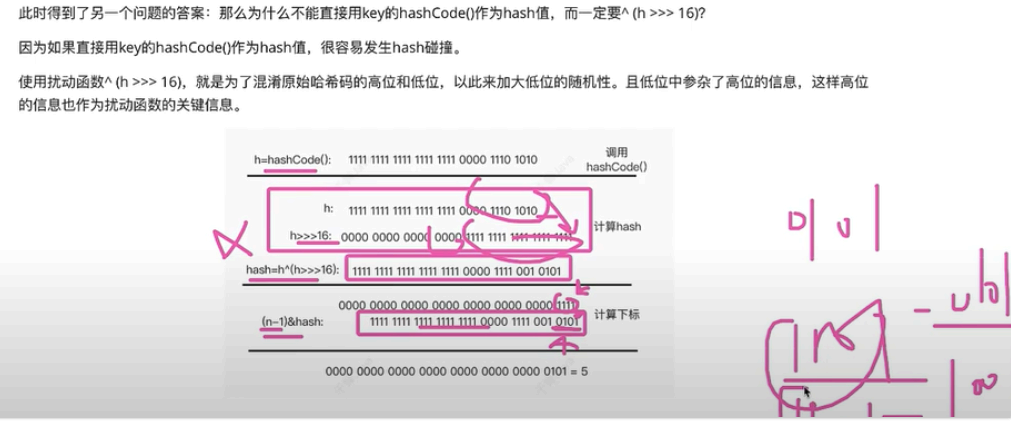 此时得到了另一个问题的答案：那么为什么不能直接用key的hashCode()作为hash值，而一定要^ (h >>> 16)?
因为如果直接用key的hashCode()作为hash值，很容易发生hash碰撞。
使用扰动函数^ (h >>> 16)，就是为了混淆原始哈希码的高位和低位，以此来加大低位的随机性。且低位中参杂了高位的信息，这样高位
的信息也作为扰动函数的关键信息。
h=hashCode(): 1111 1111 1111 1111 1111 0000 1110 1010 调用
hashCode()
h: 1111 1111 1111 1111 1111 0000 1110 1010
计算hash
h>>>16: 0000 0000 0000 0000 1111 1111 1111 1111 1111
hash=h^(h>>>16): 1111 1111 1111 1111 1111 0000 1111 001 0101
0000 0000 0000 0000 0000 0000 0000 1111
计算下标
(n-1)&hash: 1111 1111 1111 1111 1111 0000 1111 001 0101
0000 0000 0000 0000 0000 0000 0000 0101 = 5